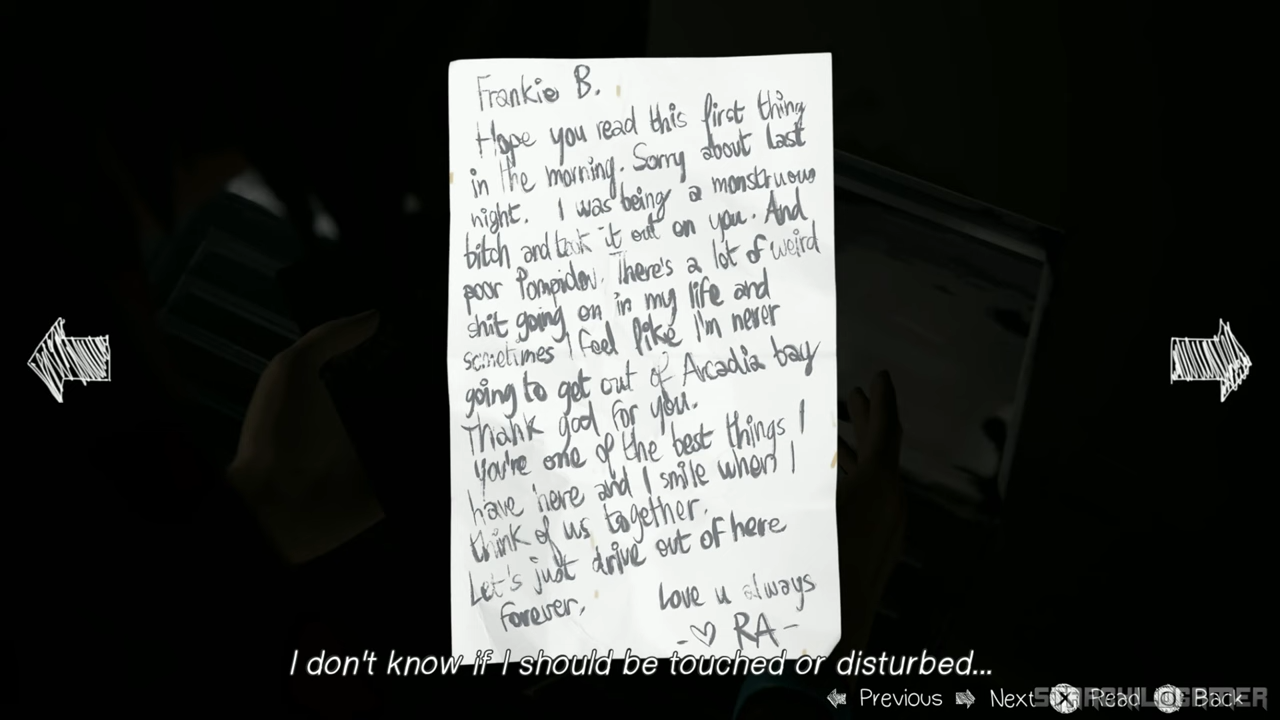 Frankie B.
Hope you read this first thing
in the morning. Sorry about last
night. I was being a monstruous
bitch and took it out on you. And
poor Pompidou. There's a lot of weird
shit going on in my life and
sometimes I feel like I'm never
going to get out of Arcadia bay
Thank god for you.
You're one of the best things I
have here and I smile when I
think of us together.
Let's just drive out of here
forever.
Love u always
-♡ RA-
I don't know if I should be touched or disturbed...
Previous Next X Read Back